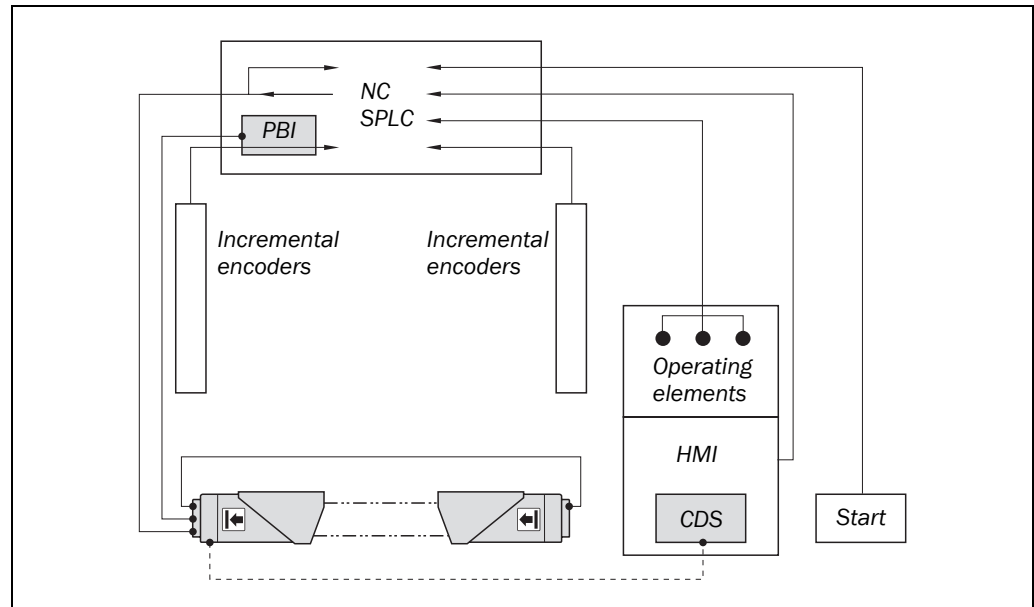 NC
SPLC
PBI
Incremental
encoders
Incremental
encoders
Operating
elements
HMI
CDS
Start